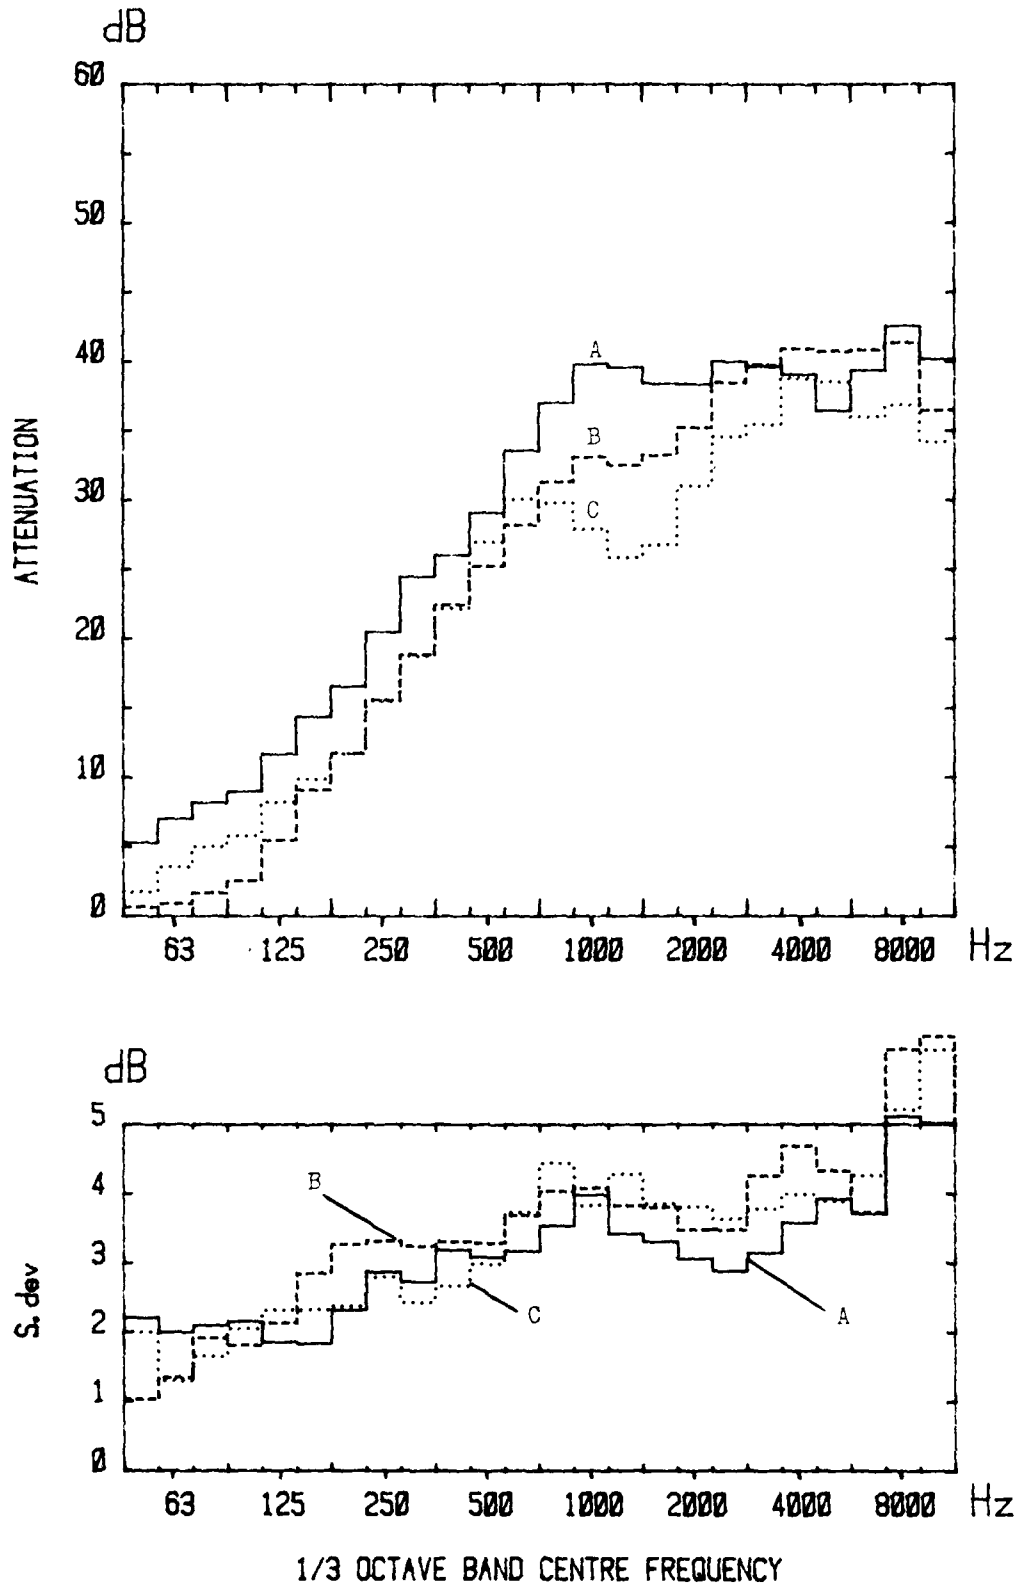 dB
60
50
40
30
20
10
0
ATTENUATION
A
B
C
63 125 250 500 1000 2000 4000 8000 Hz
dB
5
4
3
2
1
0
S. dev
B
C
A
63 125 250 500 1000 2000 4000 8000 Hz
1/3 OCTAVE BAND CENTRE FREQUENCY